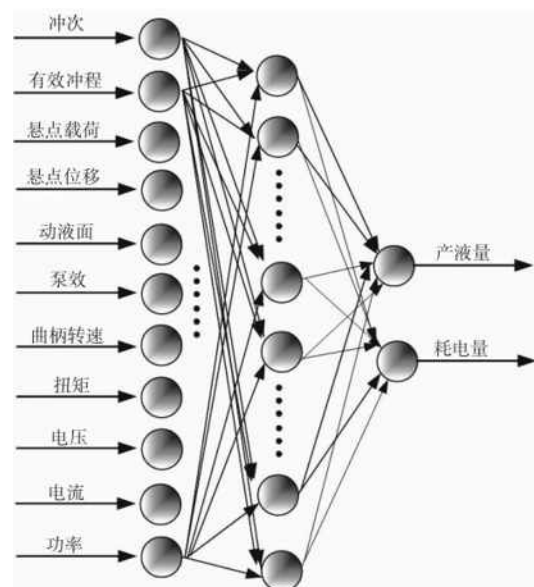 冲次
有效冲程
悬点载荷
悬点位移
动液面
泵效
曲柄转速
扭矩
电压
电流
功率
产液量
耗电量